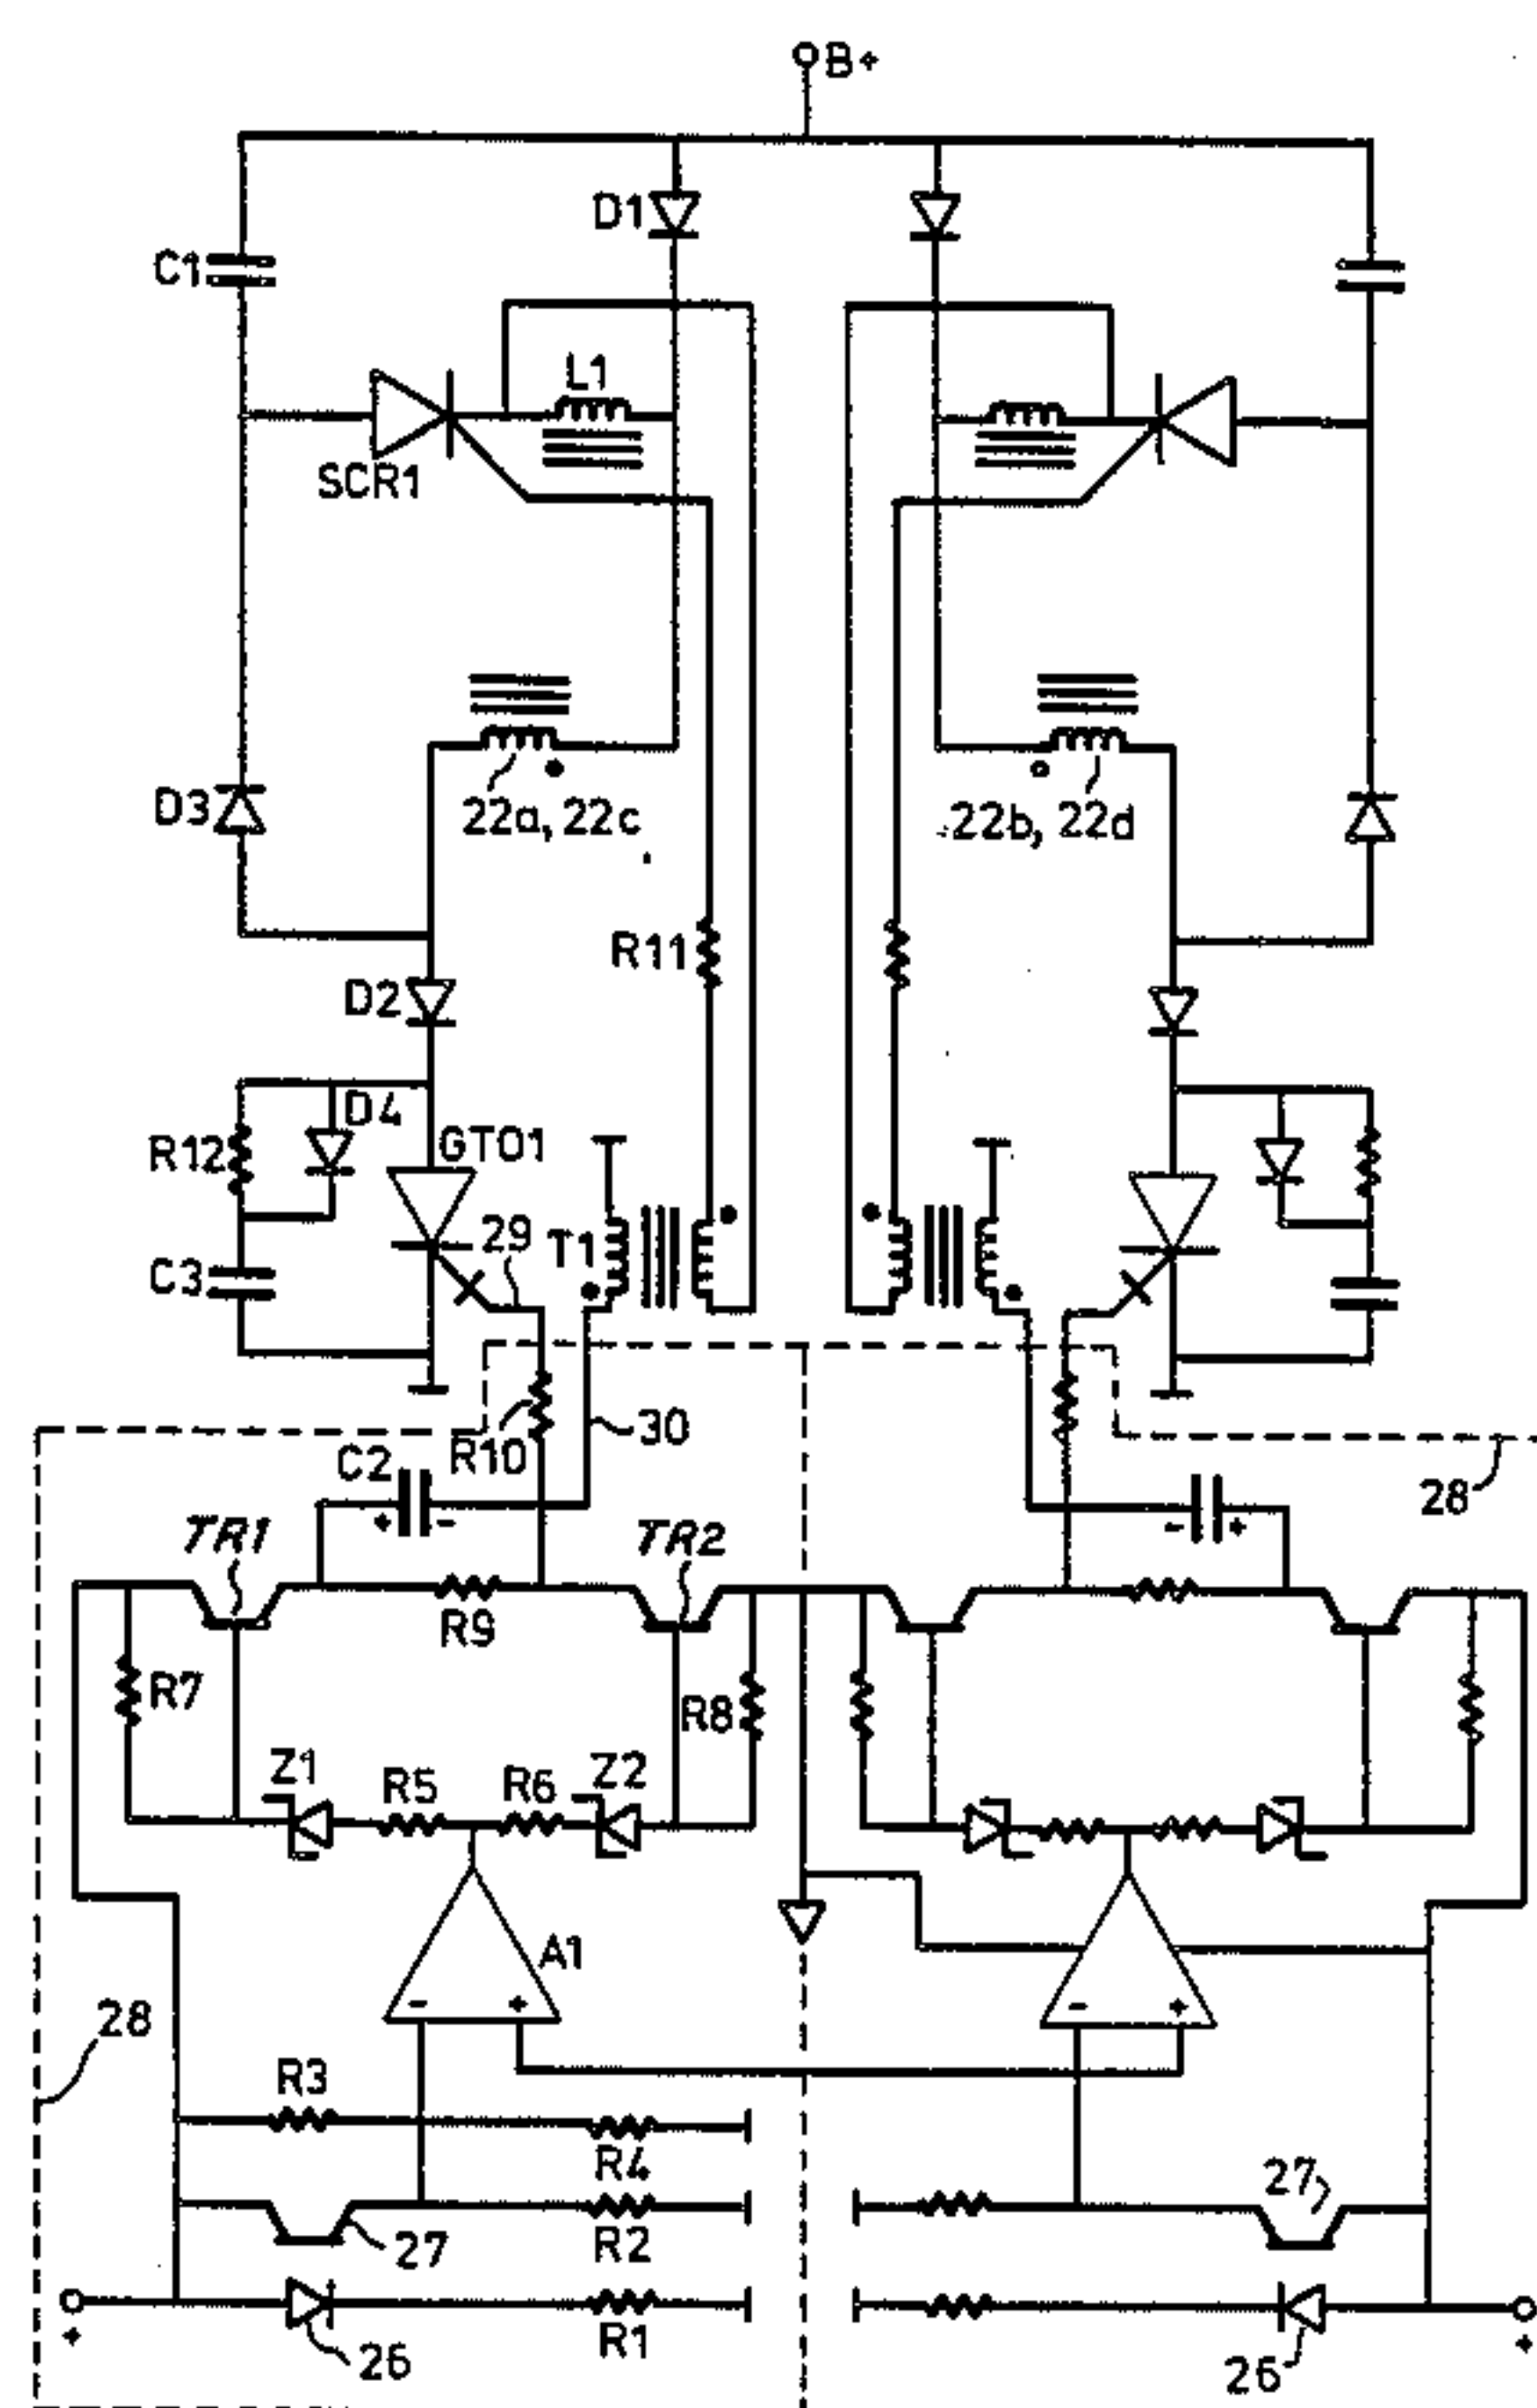 B+
D1
C1
L1
SCR1
D3
22a, 22c
22b, 22d
R11
D2
D4
R12
GTO1
29
T1
C3
30
R10
C2
28
+ -
- +
TR1
TR2
R9
R7
R8
Z1
R5
R6
Z2
A1
- +
- +
28
R3
R4
27
27
R2
+
26
R1
26
+